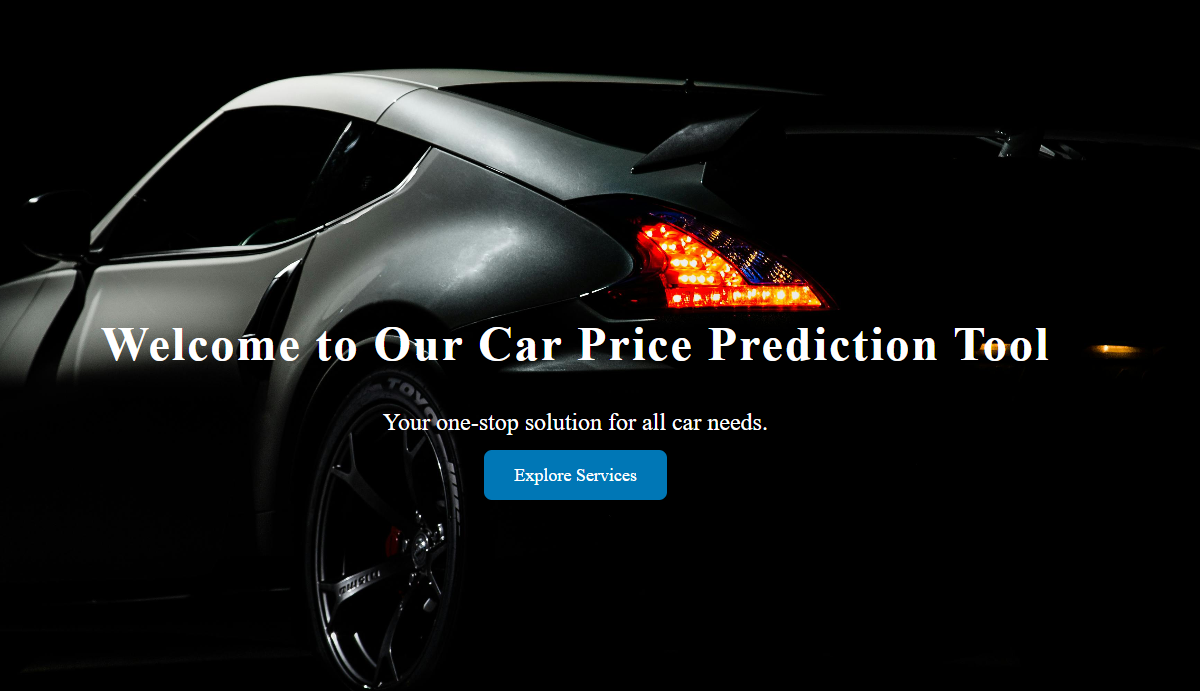 Welcome to Our Car Price Prediction Tool
Your one-stop solution for all car needs.
Explore Services